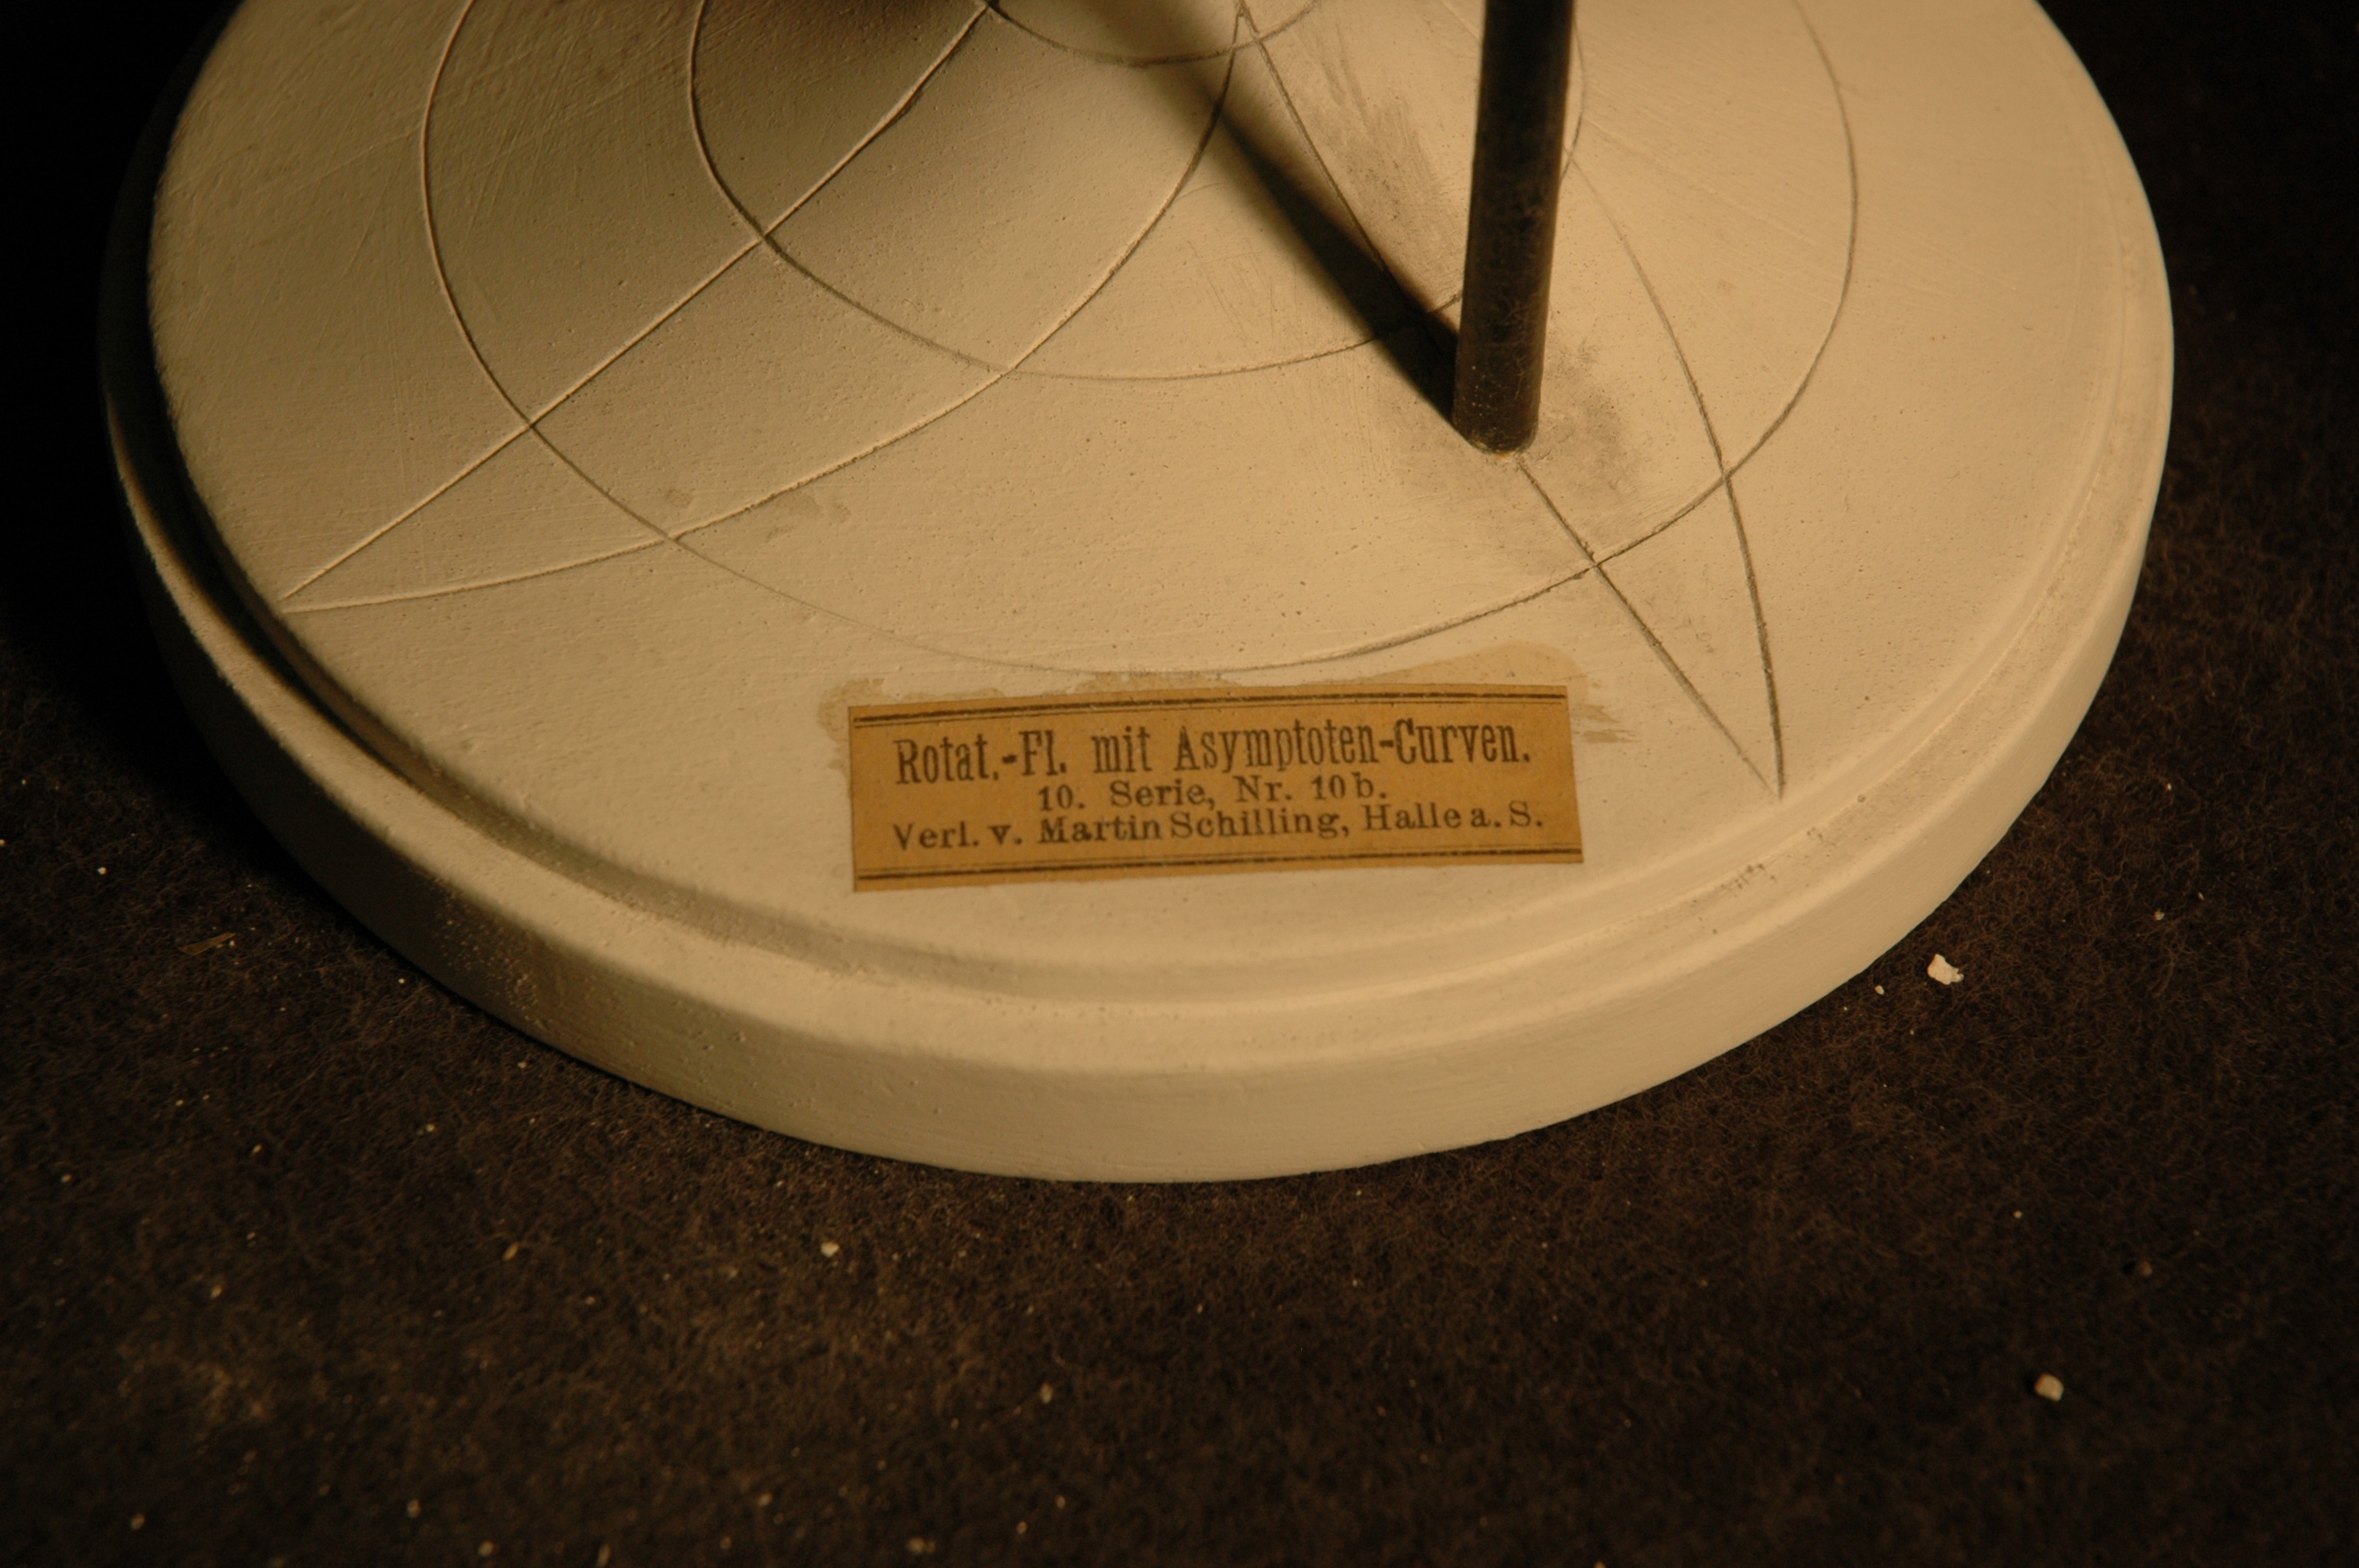 Rotat.-Fl. mit Asymptoten-Curven.
10. Serie, Nr. 10 b.
Verl. v. Martin Schilling, Halle a. S.